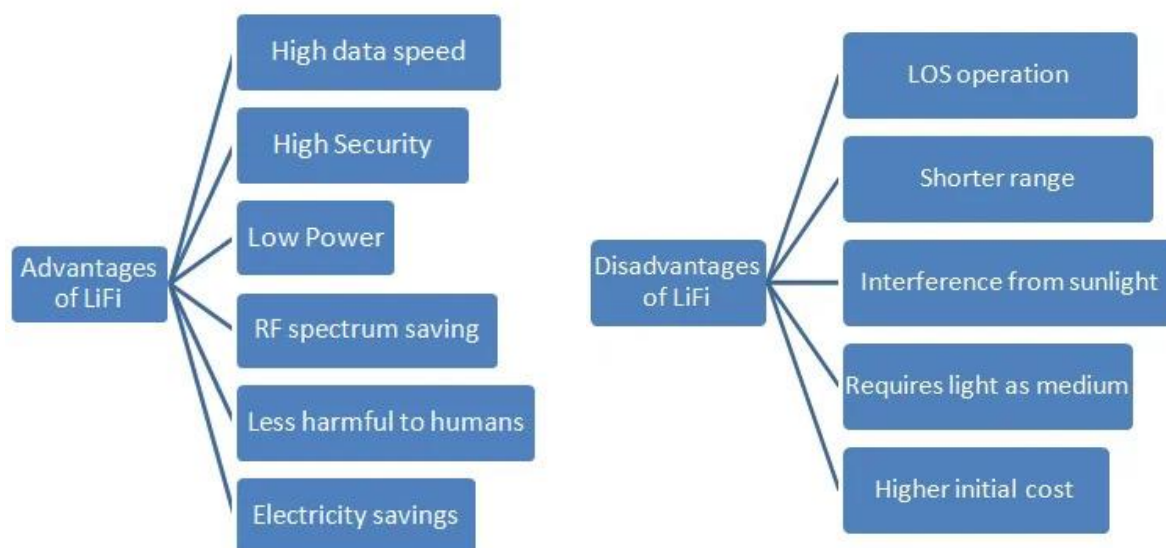 Advantages
of LiFi
High data speed
High Security
Low Power
RF spectrum saving
Less harmful to humans
Electricity savings
Disadvantages
of LiFi
LOS operation
Shorter range
Interference from sunlight
Requires light as medium
Higher initial cost